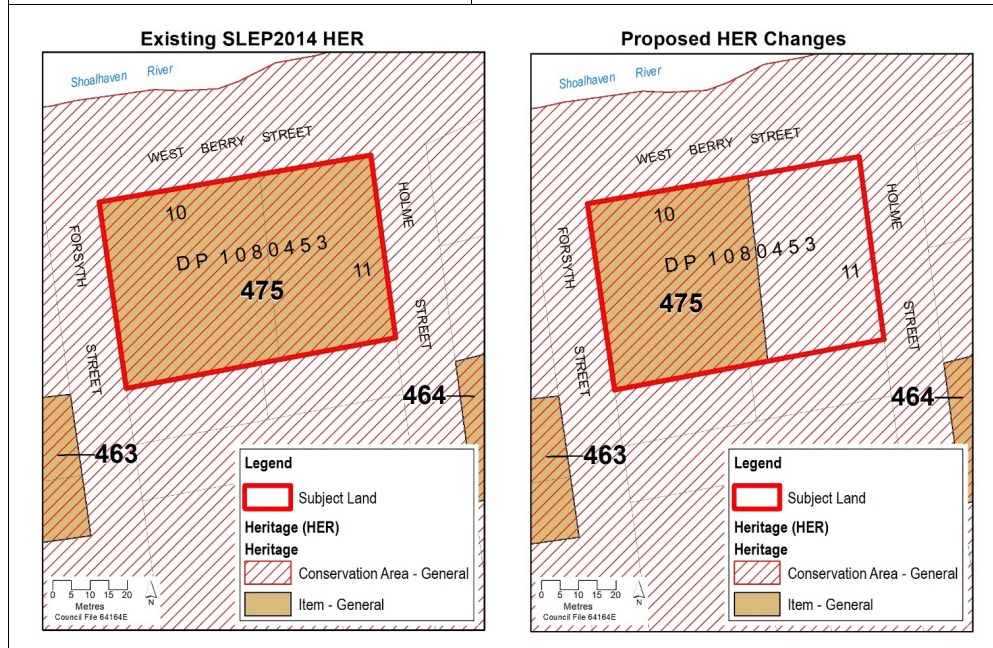 Existing SLEP2014 HER
Shoalhaven River
WEST BERRY STREET
10
HOLME
FORSYTH
DP 1080453
11
475
STREET
STREET
464
463
Legend
Subject Land
Heritage (HER)
Heritage
Conservation Area - General
Item - General
0 5 10 15 20
Metres
N
Council File 64164E
Proposed HER Changes
Shoalhaven River
WEST BERRY STREET
10
HOLME
FORSYTH
DP 1080453
11
475
STREET
STREET
464
463
Legend
Subject Land
Heritage (HER)
Heritage
Conservation Area - General
Item - General
0 5 10 15 20
Metres
N
Council File 64164E